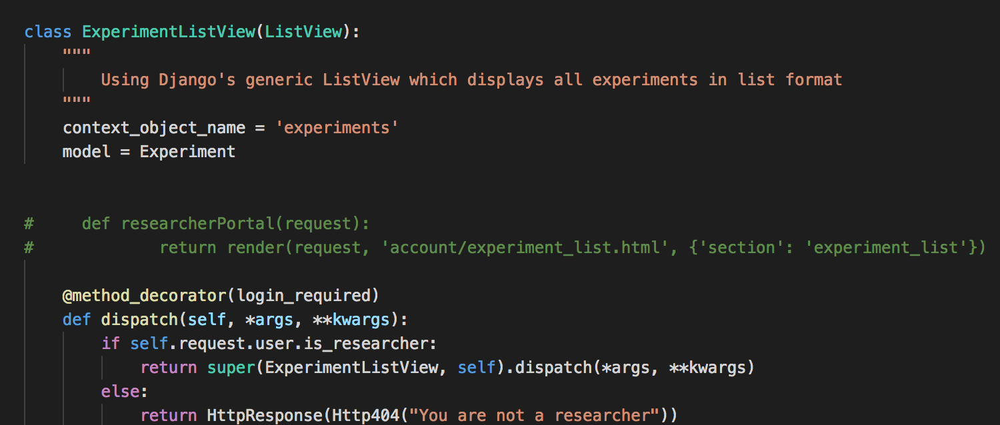 class ExperimentListView(ListView):
    """
        Using Django's generic ListView which displays all experiments in list format
    """
    context_object_name = 'experiments'
    model = Experiment
#     def researcherPortal(request):
#             return render(request, 'account/experiment_list.html', {'section': 'experiment_list'})
    @method_decorator(login_required)
    def dispatch(self, *args, **kwargs):
        if self.request.user.is_researcher:
            return super(ExperimentListView, self).dispatch(*args, **kwargs)
        else:
            return HttpResponse(Http404("You are not a researcher"))